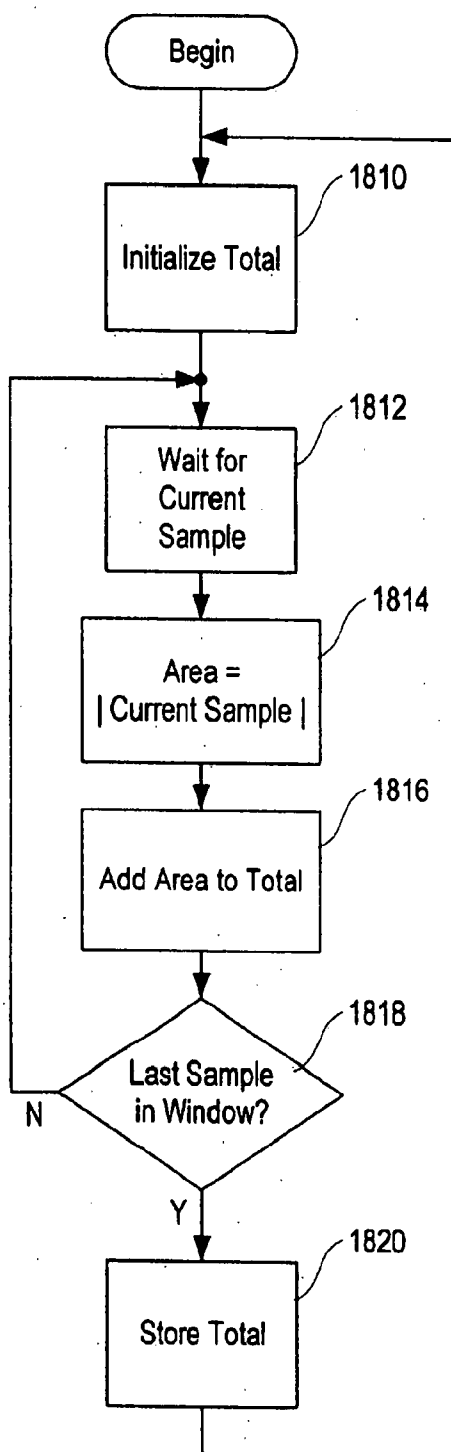 Begin
1810
Initialize Total
1812
Wait for
Current
Sample
1814
Area =
| Current Sample |
1816
Add Area to Total
1818
Last Sample
in Window?
N
Y
1820
Store Total